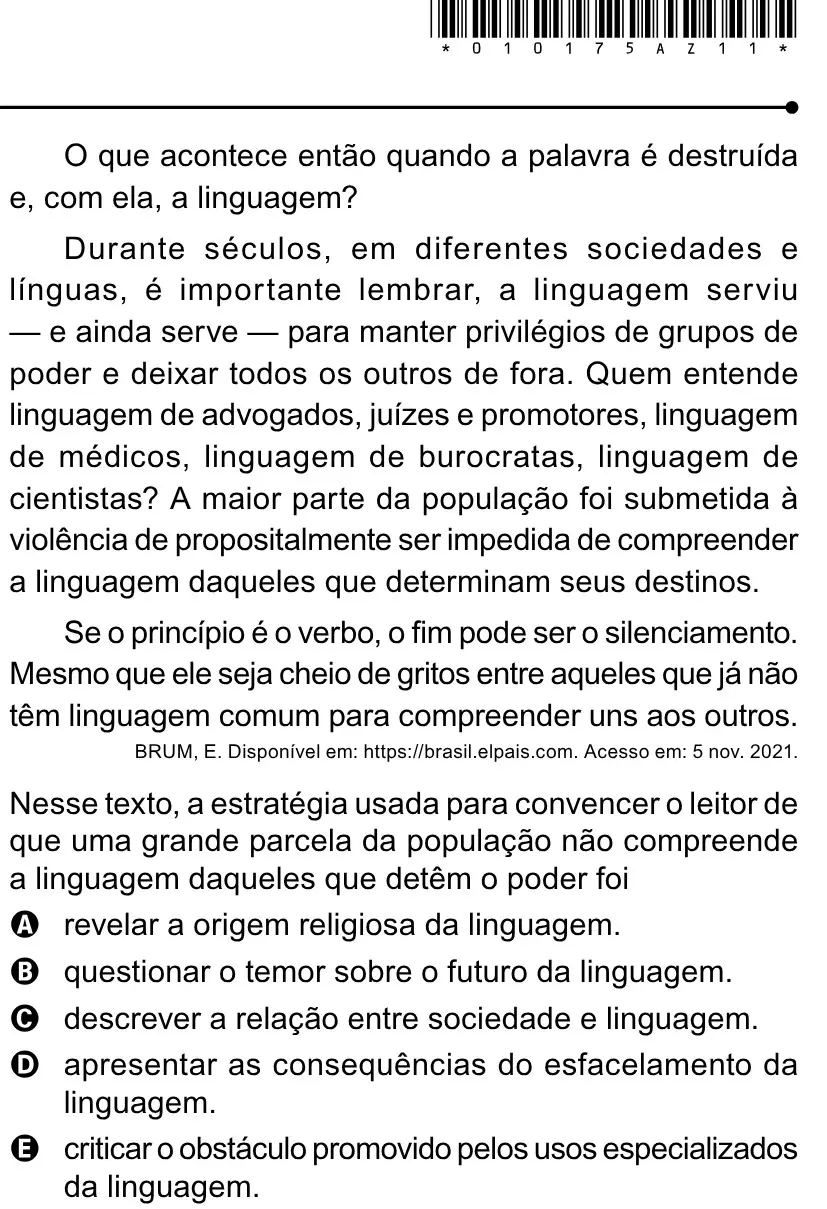 * 0 1 0 1 7 5 A Z 1 1 *
O que acontece então quando a palavra é destruída
e, com ela, a linguagem?
Durante séculos, em diferentes sociedades e
línguas, é importante lembrar, a linguagem serviu
— e ainda serve — para manter privilégios de grupos de
poder e deixar todos os outros de fora. Quem entende
linguagem de advogados, juízes e promotores, linguagem
de médicos, linguagem de burocratas, linguagem de
cientistas? A maior parte da população foi submetida à
violência de propositalmente ser impedida de compreender
a linguagem daqueles que determinam seus destinos.
Se o princípio é o verbo, o fim pode ser o silenciamento.
Mesmo que ele seja cheio de gritos entre aqueles que já não
têm linguagem comum para compreender uns aos outros.
BRUM, E. Disponível em: https://brasil.elpais.com. Acesso em: 5 nov. 2021.
Nesse texto, a estratégia usada para convencer o leitor de
que uma grande parcela da população não compreende
a linguagem daqueles que detêm o poder foi
A revelar a origem religiosa da linguagem.
B questionar o temor sobre o futuro da linguagem.
C descrever a relação entre sociedade e linguagem.
D apresentar as consequências do esfacelamento da
linguagem.
E criticar o obstáculo promovido pelos usos especializados
da linguagem.